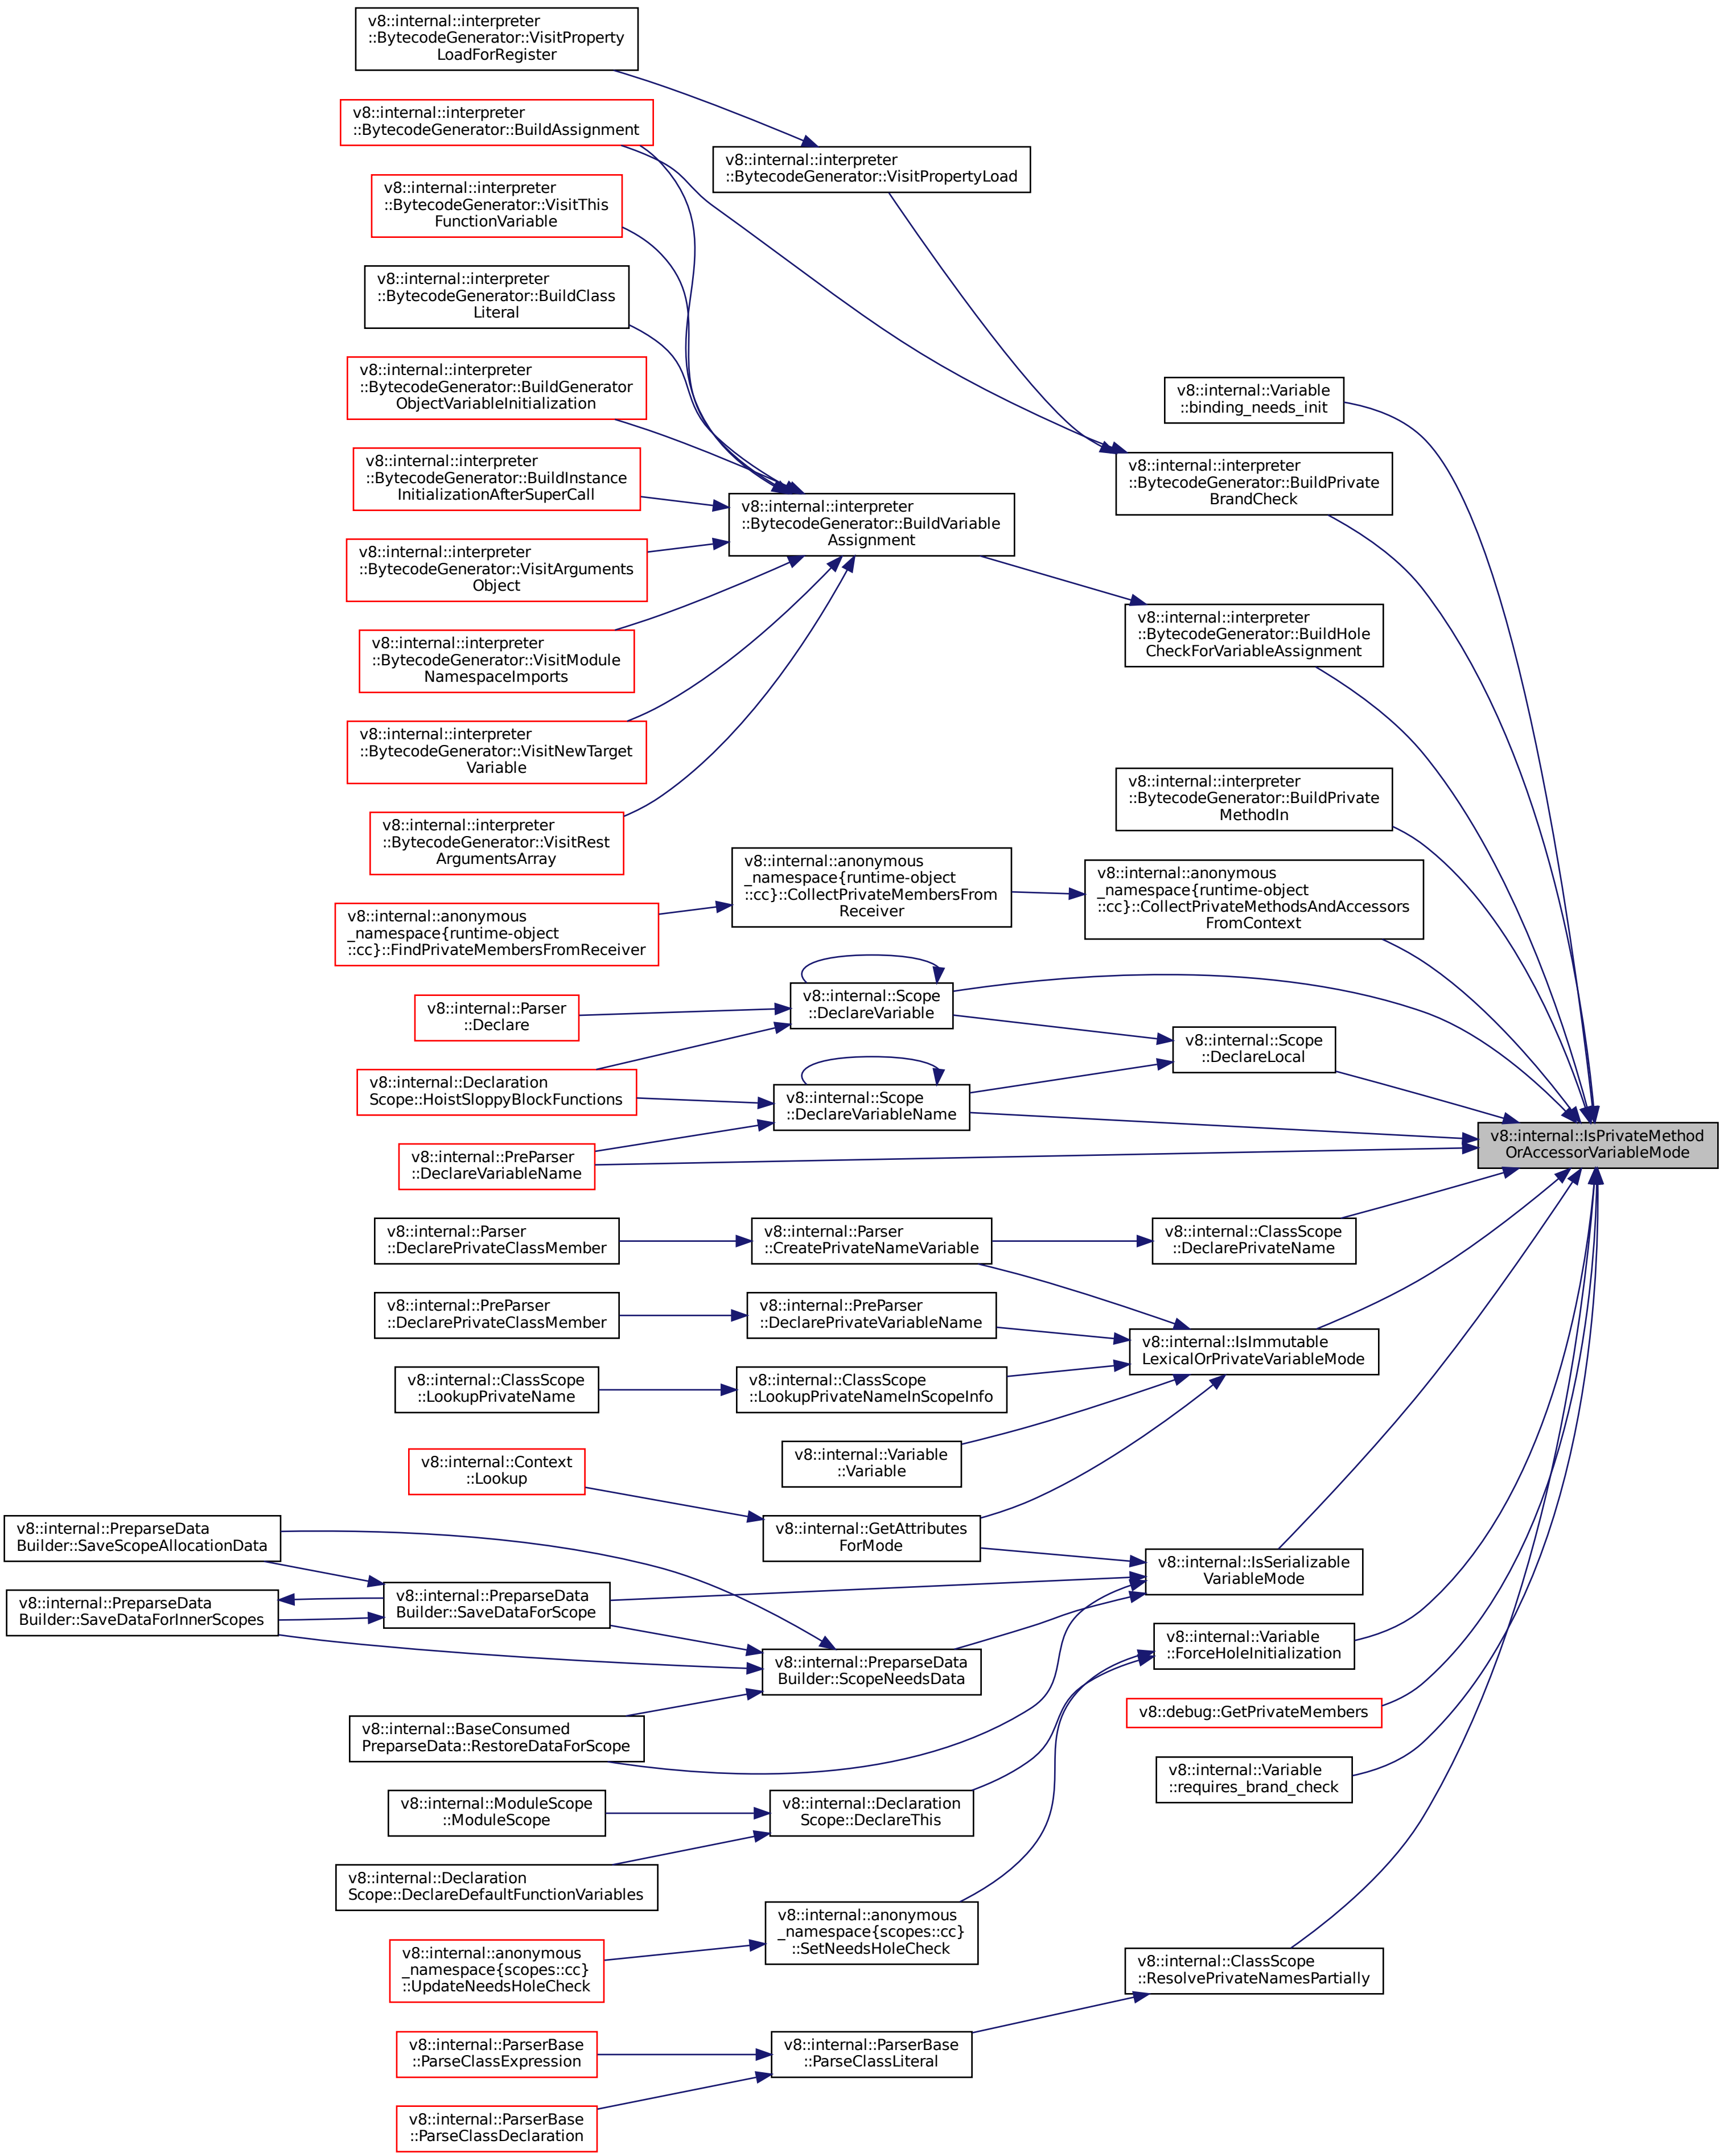 v8::internal::interpreter
::BytecodeGenerator::VisitProperty
LoadForRegister
v8::internal::interpreter
::BytecodeGenerator::BuildAssignment
v8::internal::interpreter
::BytecodeGenerator::VisitPropertyLoad
v8::internal::interpreter
::BytecodeGenerator::VisitThis
FunctionVariable
v8::internal::interpreter
::BytecodeGenerator::BuildClass
Literal
v8::internal::interpreter
::BytecodeGenerator::BuildGenerator
ObjectVariableInitialization
v8::internal::Variable
::binding_needs_init
v8::internal::interpreter
::BytecodeGenerator::BuildInstance
InitializationAfterSuperCall
v8::internal::interpreter
::BytecodeGenerator::BuildPrivate
BrandCheck
v8::internal::interpreter
::BytecodeGenerator::BuildVariable
Assignment
v8::internal::interpreter
::BytecodeGenerator::VisitArguments
Object
v8::internal::interpreter
::BytecodeGenerator::BuildHole
CheckForVariableAssignment
v8::internal::interpreter
::BytecodeGenerator::VisitModule
NamespaceImports
v8::internal::interpreter
::BytecodeGenerator::VisitNewTarget
Variable
v8::internal::interpreter
::BytecodeGenerator::BuildPrivate
MethodIn
v8::internal::interpreter
::BytecodeGenerator::VisitRest
ArgumentsArray
v8::internal::anonymous
_namespace{runtime-object
::cc}::CollectPrivateMembersFrom
Receiver
v8::internal::anonymous
_namespace{runtime-object
::cc}::CollectPrivateMethodsAndAccessors
FromContext
v8::internal::anonymous
_namespace{runtime-object
::cc}::FindPrivateMembersFromReceiver
v8::internal::Scope
::DeclareVariable
v8::internal::Parser
::Declare
v8::internal::Scope
::DeclareLocal
v8::internal::Declaration
Scope::HoistSloppyBlockFunctions
v8::internal::Scope
::DeclareVariableName
v8::internal::IsPrivateMethod
OrAccessorVariableMode
v8::internal::PreParser
::DeclareVariableName
v8::internal::Parser
::DeclarePrivateClassMember
v8::internal::Parser
::CreatePrivateNameVariable
v8::internal::ClassScope
::DeclarePrivateName
v8::internal::PreParser
::DeclarePrivateClassMember
v8::internal::PreParser
::DeclarePrivateVariableName
v8::internal::IsImmutable
LexicalOrPrivateVariableMode
v8::internal::ClassScope
::LookupPrivateName
v8::internal::ClassScope
::LookupPrivateNameInScopeInfo
v8::internal::Variable
::Variable
v8::internal::Context
::Lookup
v8::internal::GetAttributes
ForMode
v8::internal::PreparseData
Builder::SaveScopeAllocationData
v8::internal::IsSerializable
VariableMode
v8::internal::PreparseData
Builder::SaveDataForInnerScopes
v8::internal::PreparseData
Builder::SaveDataForScope
v8::internal::PreparseData
Builder::ScopeNeedsData
v8::internal::Variable
::ForceHoleInitialization
v8::debug::GetPrivateMembers
v8::internal::BaseConsumed
PreparseData::RestoreDataForScope
v8::internal::Variable
::requires_brand_check
v8::internal::ModuleScope
::ModuleScope
v8::internal::Declaration
Scope::DeclareThis
v8::internal::Declaration
Scope::DeclareDefaultFunctionVariables
v8::internal::anonymous
_namespace{scopes::cc}
::SetNeedsHoleCheck
v8::internal::anonymous
_namespace{scopes::cc}
::UpdateNeedsHoleCheck
v8::internal::ClassScope
::ResolvePrivateNamesPartially
v8::internal::ParserBase
::ParseClassExpression
v8::internal::ParserBase
::ParseClassLiteral
v8::internal::ParserBase
::ParseClassDeclaration